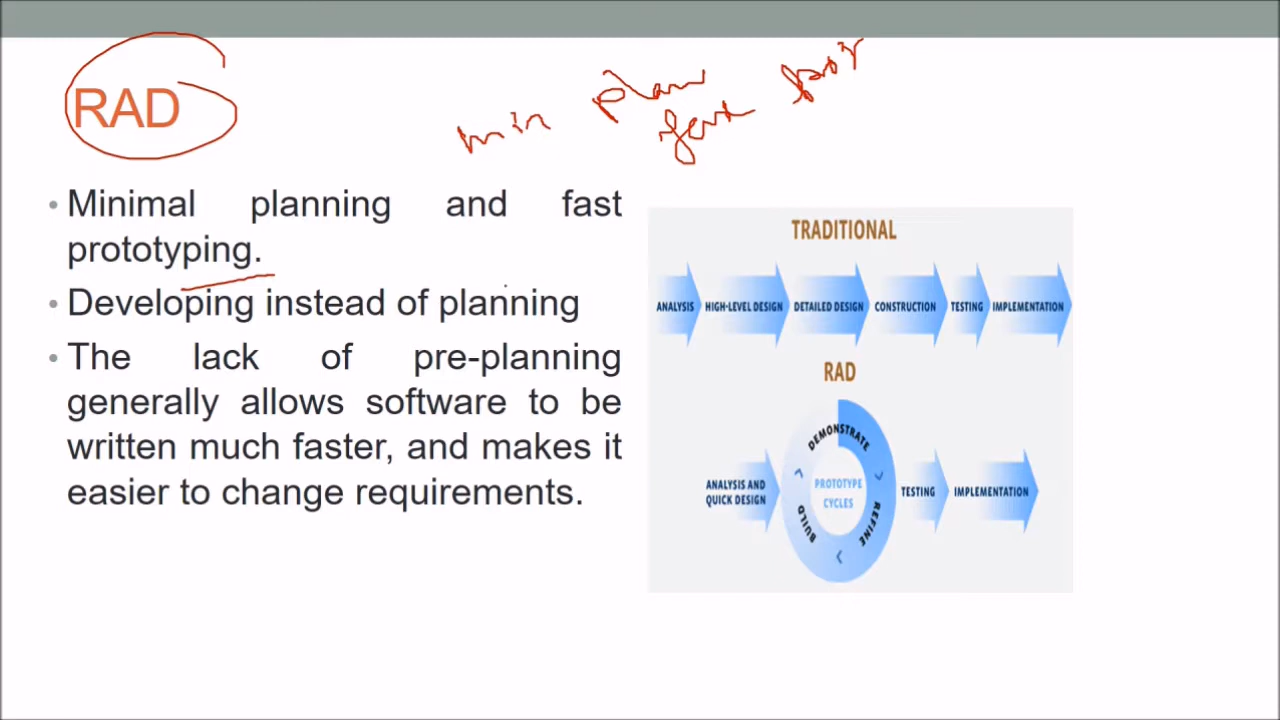 RAD
min plan
fast pror
• Minimal planning and fast
prototyping.
• Developing instead of planning
• The lack of pre-planning
generally allows software to be
written much faster, and makes it
easier to change requirements.
TRADITIONAL
ANALYSIS
HIGH-LEVEL DESIGN
DETAILED DESIGN
CONSTRUCTION
TESTING
IMPLEMENTATION
RAD
ANALYSIS AND
QUICK DESIGN
DEMONSTRATE
REFINE
BUILD
PROTOTYPE
CYCLES
TESTING
IMPLEMENTATION